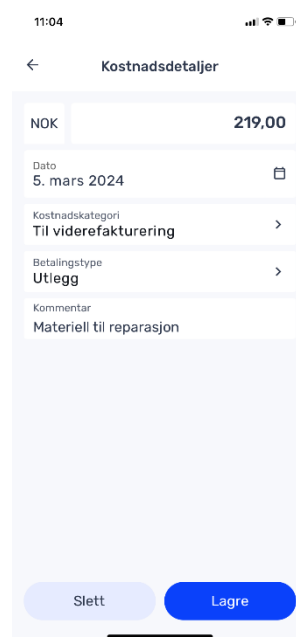 11:04
Kostnadsdetaljer
NOK 219,00
Dato
5. mars 2024
Kostnadskategori
Til viderefakturering
Betalingstype
Utlegg
Kommentar
Materiell til reparasjon
Slett Lagre